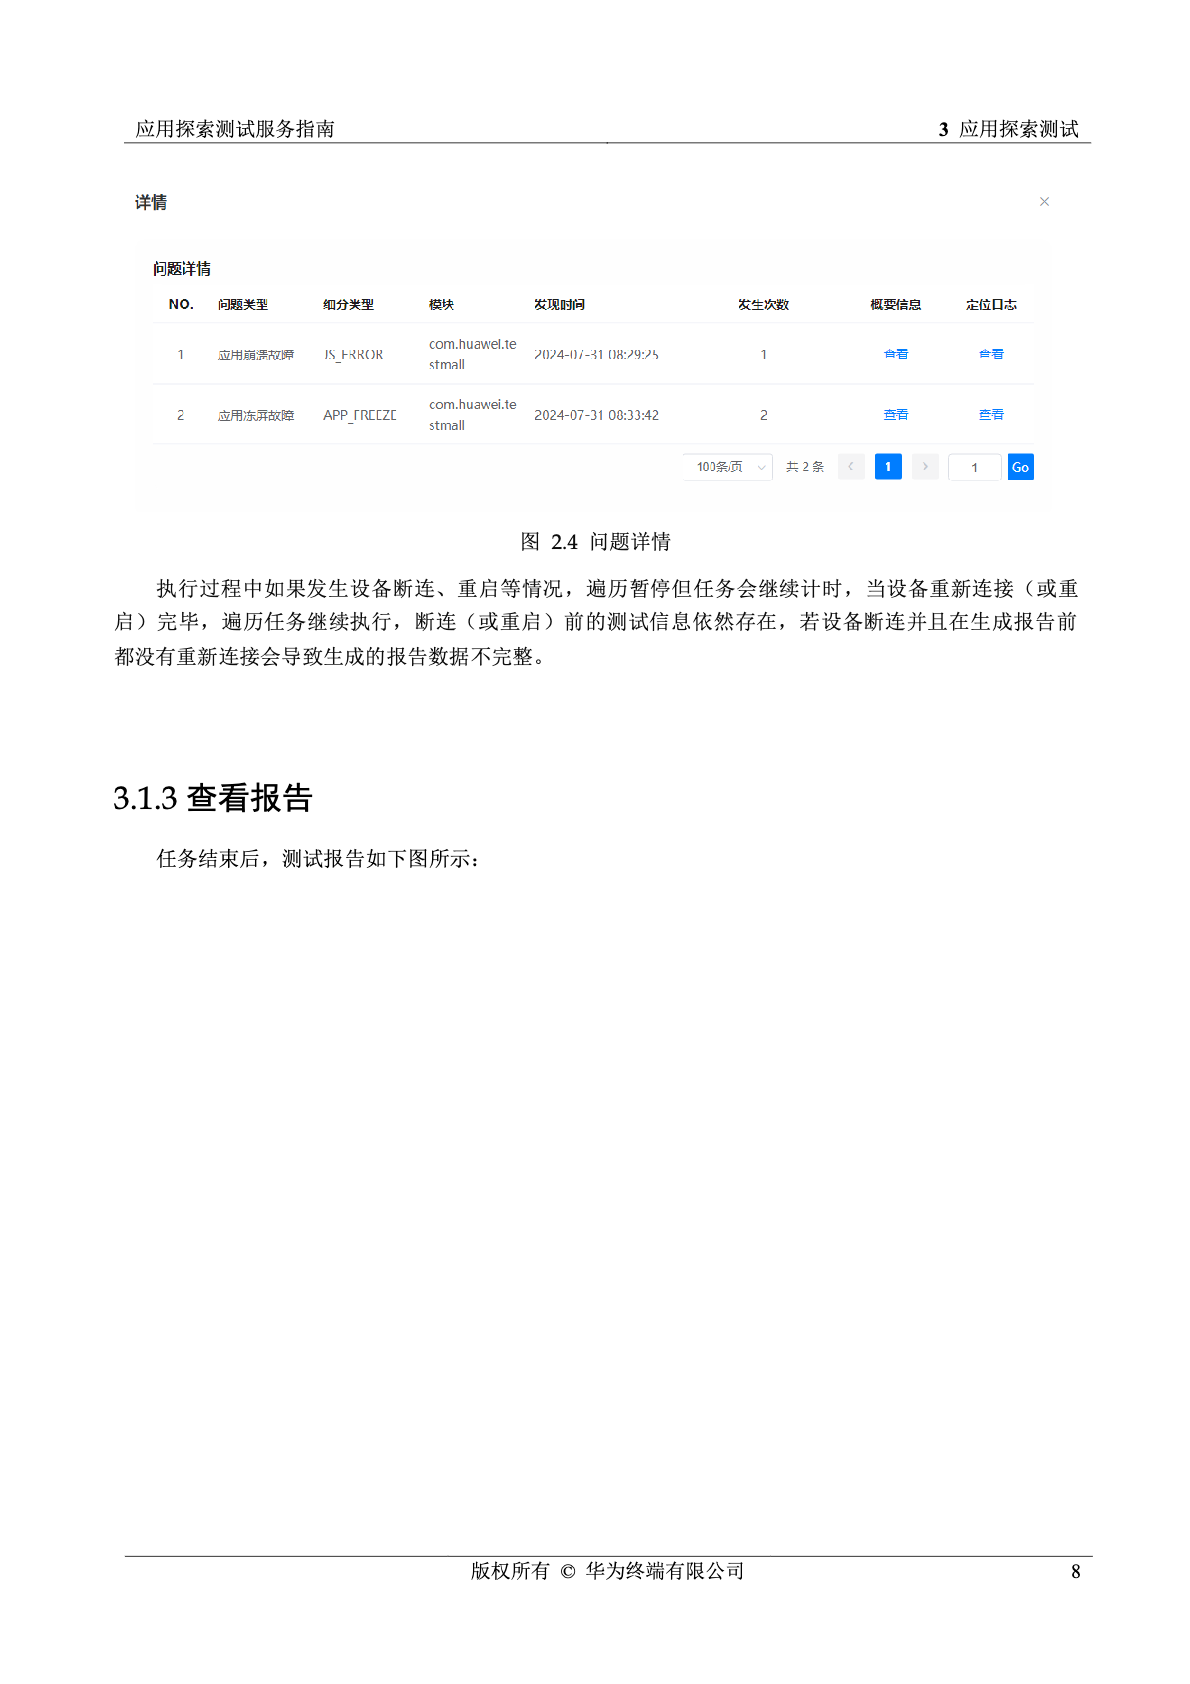 应用探索测试服务指南 3 应用探索测试
详情 ×
问题详情
NO. 问题类型 细分类型 模块 发现时间 发生次数 概要信息 定位日志
1 应用崩溃故障 JS_ERROR com.huawei.te 2024-07-31 08:29:25 1 查看 查看
stmall
2 应用冻屏故障 APP_FREEZE com.huawei.te 2024-07-31 08:33:42 2 查看 查看
stmall
100条/页 共 2 条 < 1 > 1 Go
图 2.4 问题详情
执行过程中如果发生设备断连、重启等情况，遍历暂停但任务会继续计时，当设备重新连接（或重
启）完毕，遍历任务继续执行，断连（或重启）前的测试信息依然存在，若设备断连并且在生成报告前
都没有重新连接会导致生成的报告数据不完整。
3.1.3 查看报告
任务结束后，测试报告如下图所示：
版权所有 © 华为终端有限公司 8